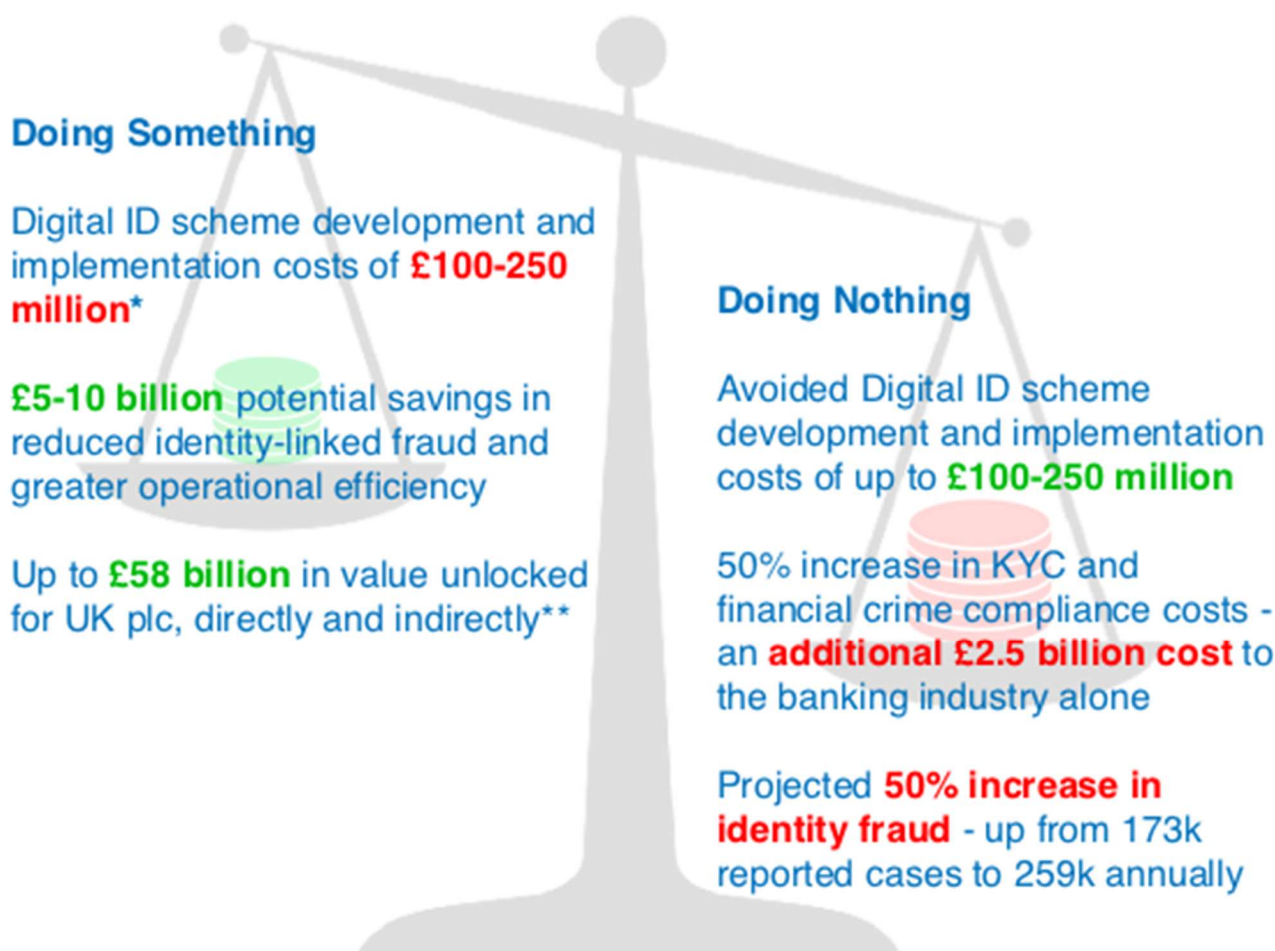 Doing Something
Digital ID scheme development and
implementation costs of £100-250
million*
£5-10 billion potential savings in
reduced identity-linked fraud and
greater operational efficiency
Up to £58 billion in value unlocked
for UK plc, directly and indirectly**
Doing Nothing
Avoided Digital ID scheme
development and implementation
costs of up to £100-250 million
50% increase in KYC and
financial crime compliance costs -
an additional £2.5 billion cost to
the banking industry alone
Projected 50% increase in
identity fraud - up from 173k
reported cases to 259k annually